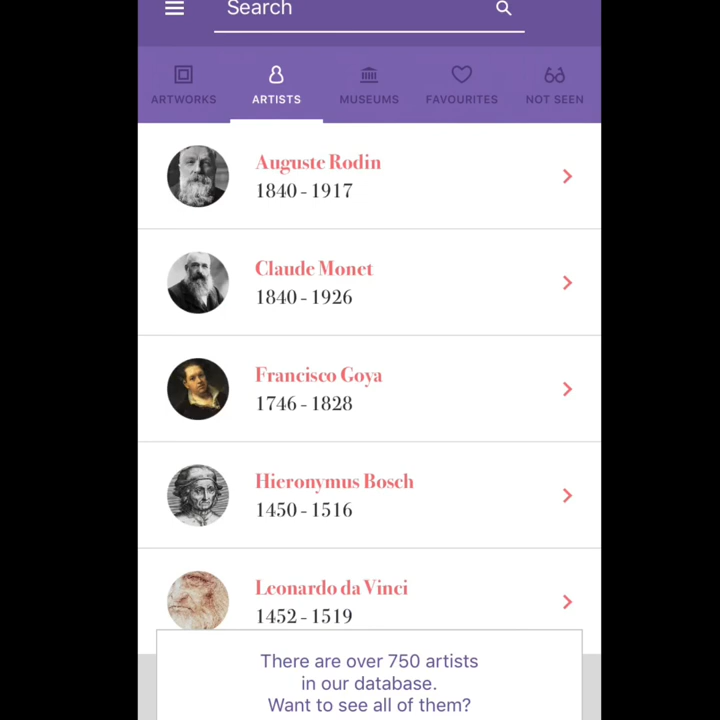 Search
ARTWORKS
ARTISTS
MUSEUMS
FAVOURITES
NOT SEEN
Auguste Rodin
1840 - 1917
Claude Monet
1840 - 1926
Francisco Goya
1746 - 1828
Hieronymus Bosch
1450 - 1516
Leonardo da Vinci
1452 - 1519
There are over 750 artists
in our database.
Want to see all of them?